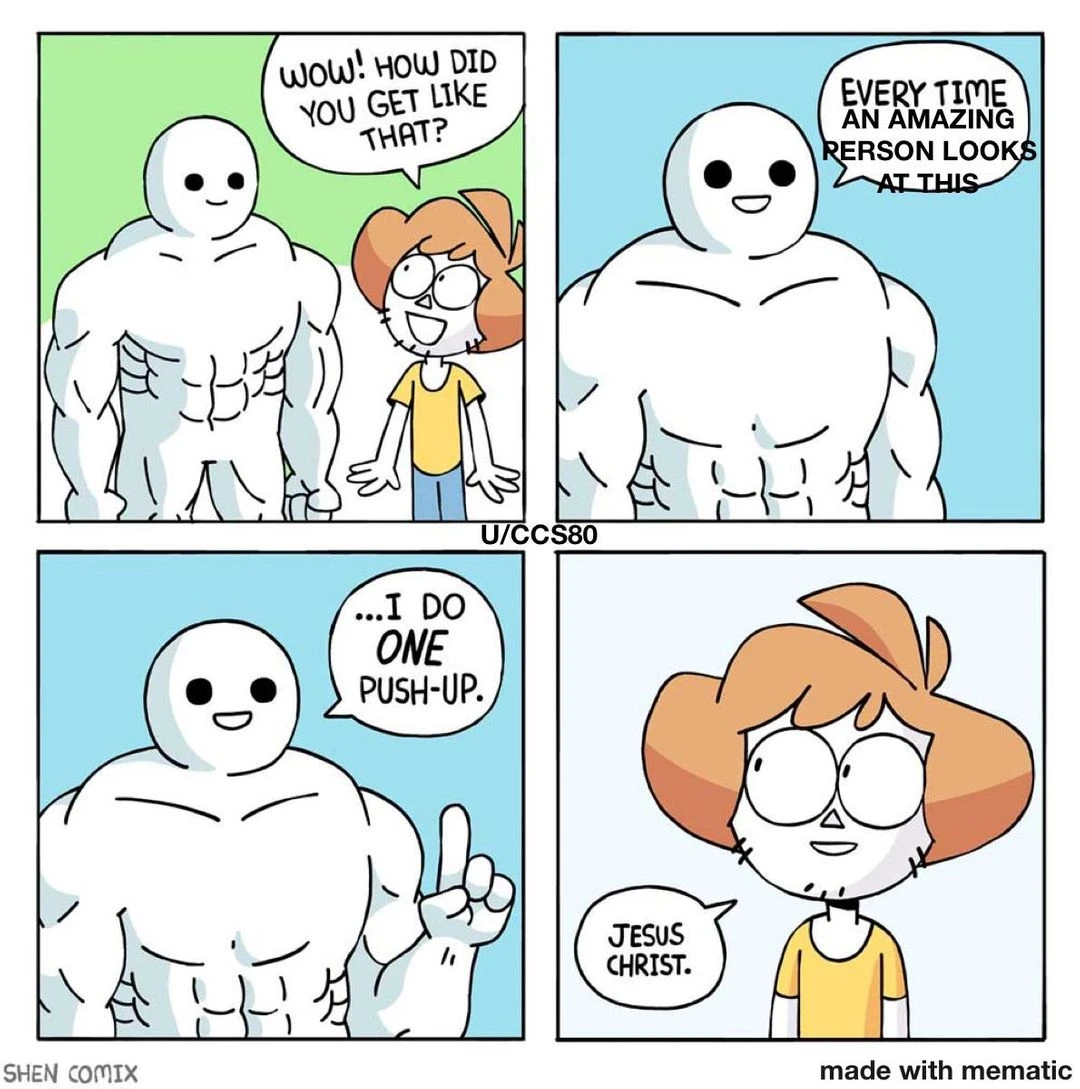 WOW! HOW DID
YOU GET LIKE
THAT?
EVERY TIME
AN AMAZING
PERSON LOOKS
AT THIS
U/CCS80
...I DO
ONE
PUSH-UP.
JESUS
CHRIST.
SHEN COMIX
made with mematic